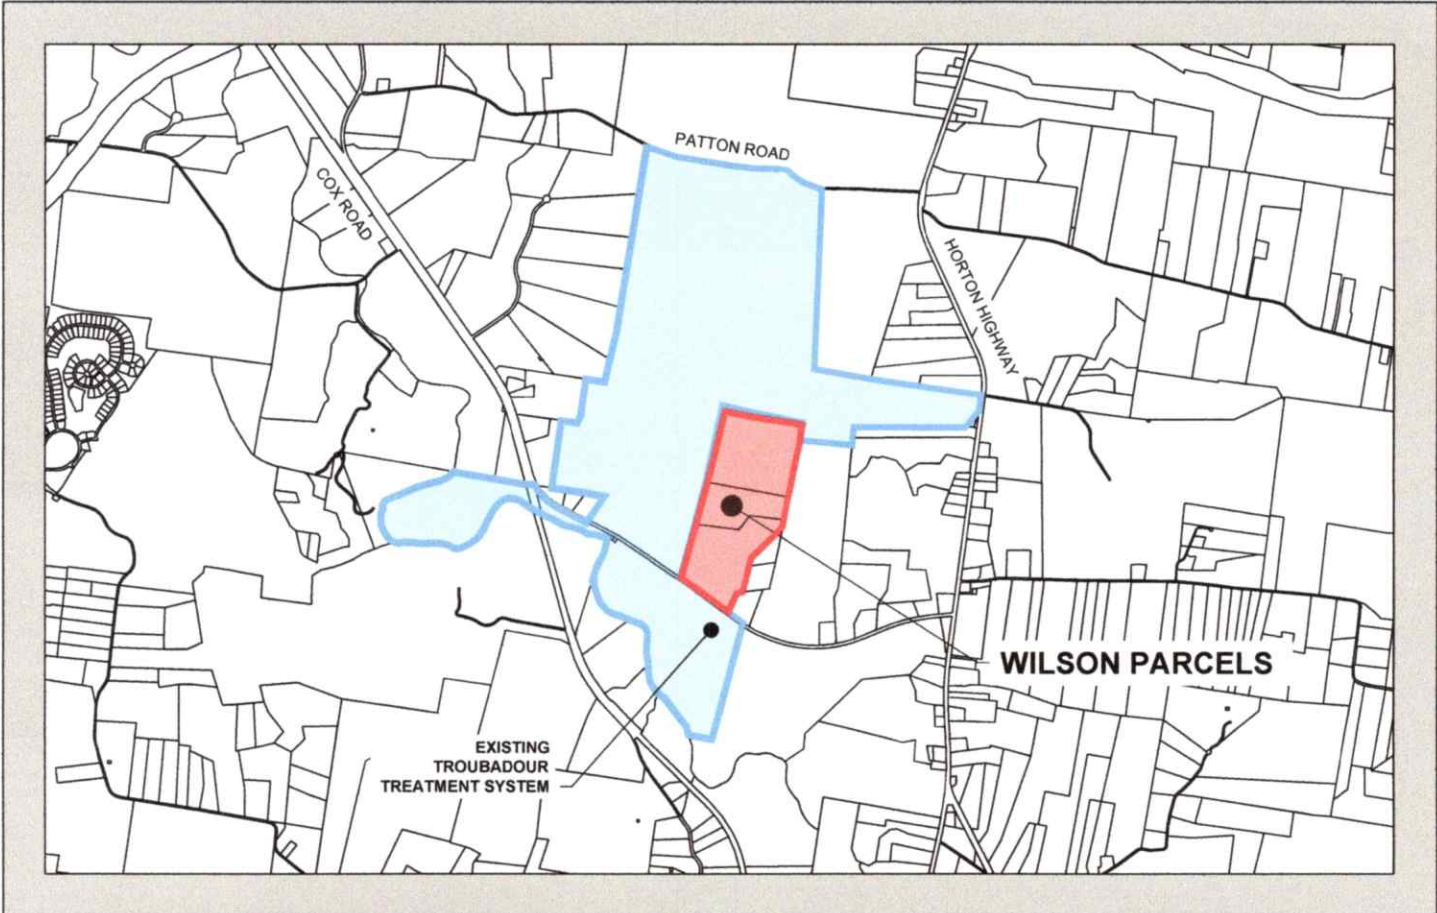 PATTON ROAD
COX ROAD
HORTON HIGHWAY
WILSON PARCELS
EXISTING
TROUBADOUR
TREATMENT SYSTEM